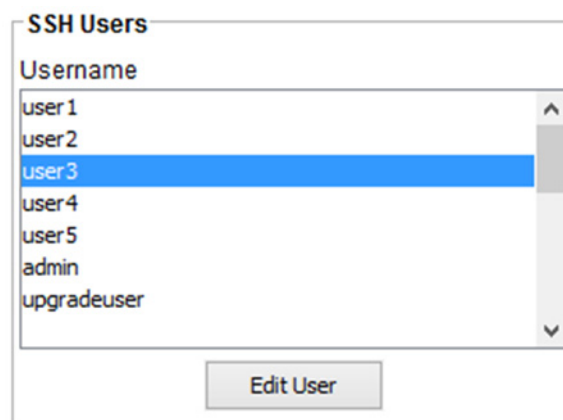 SSH Users
Username
user1
user2
user3
user4
user5
admin
upgradeuser
Edit User